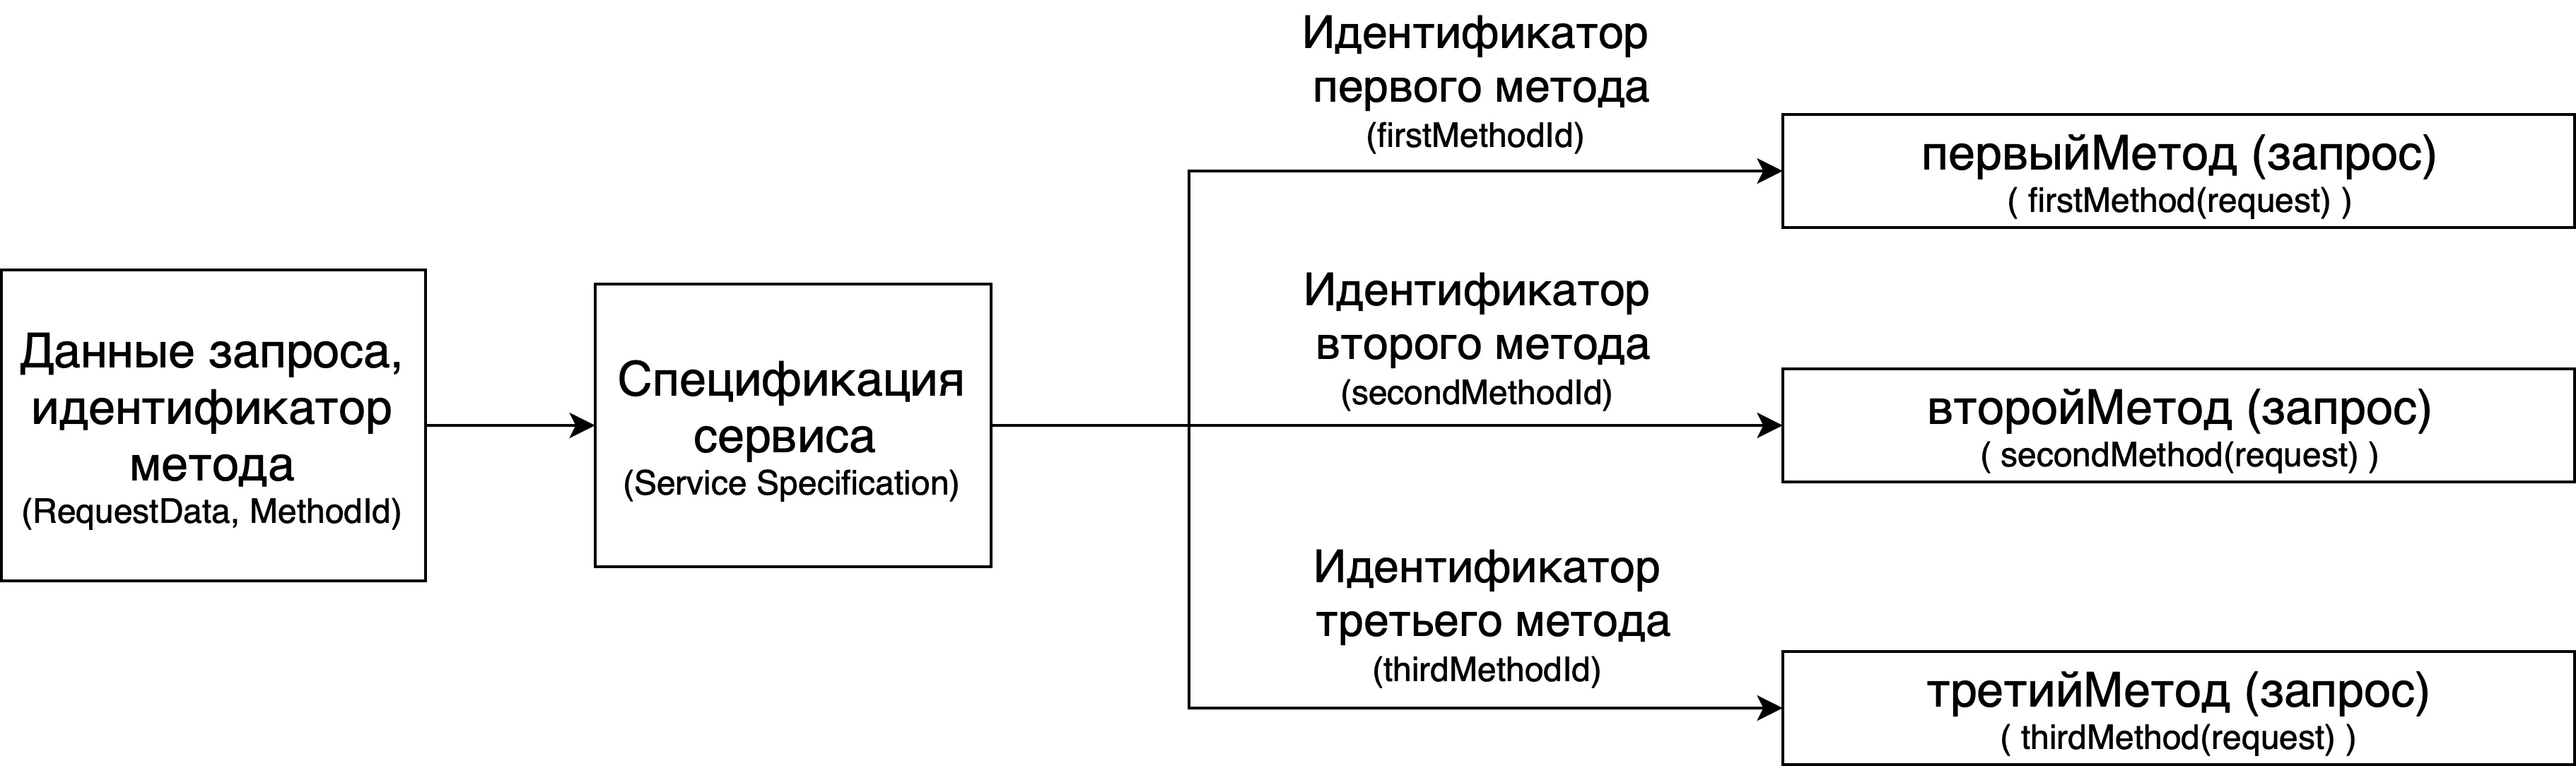 Данные запроса,
идентификатор
метода
(RequestData, MethodId)
Спецификация
сервиса
(Service Specification)
Идентификатор
первого метода
(firstMethodId)
первыйМетод (запрос)
( firstMethod(request) )
Идентификатор
второго метода
(secondMethodId)
второйМетод (запрос)
( secondMethod(request) )
Идентификатор
третьего метода
(thirdMethodId)
третийМетод (запрос)
( thirdMethod(request) )